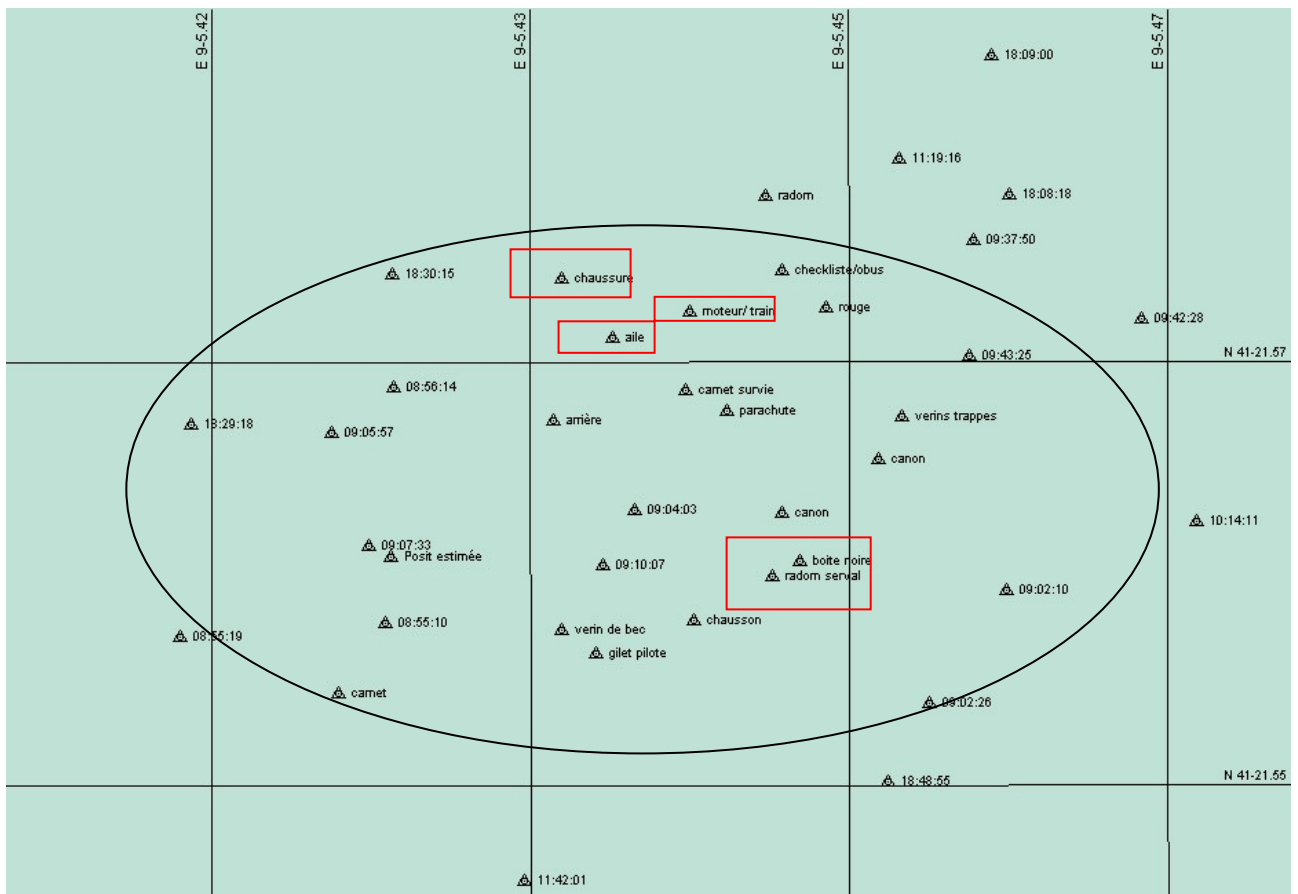 E 9-5.42
E 9-5.43
E 9-5.45
E 9-5.47
18:09:00
11:19:16
radom
18:08:18
09:37:50
18:30:15
chaussure
checkliste/obus
moteur/ train
rouge
09:42:28
aile
09:43:25
N 41-21.57
08:56:14
carnet survie
parachute
verins trappes
18:29:18
09:05:57
arrière
canon
09:04:03
canon
10:14:11
09:07:33
Posit estimée
09:10:07
boite noire
radom serval
09:02:10
08:55:10
chausson
08:55:19
verin de bec
gilet pilote
carnet
09:02:26
18:48:55
N 41-21.55
11:42:01